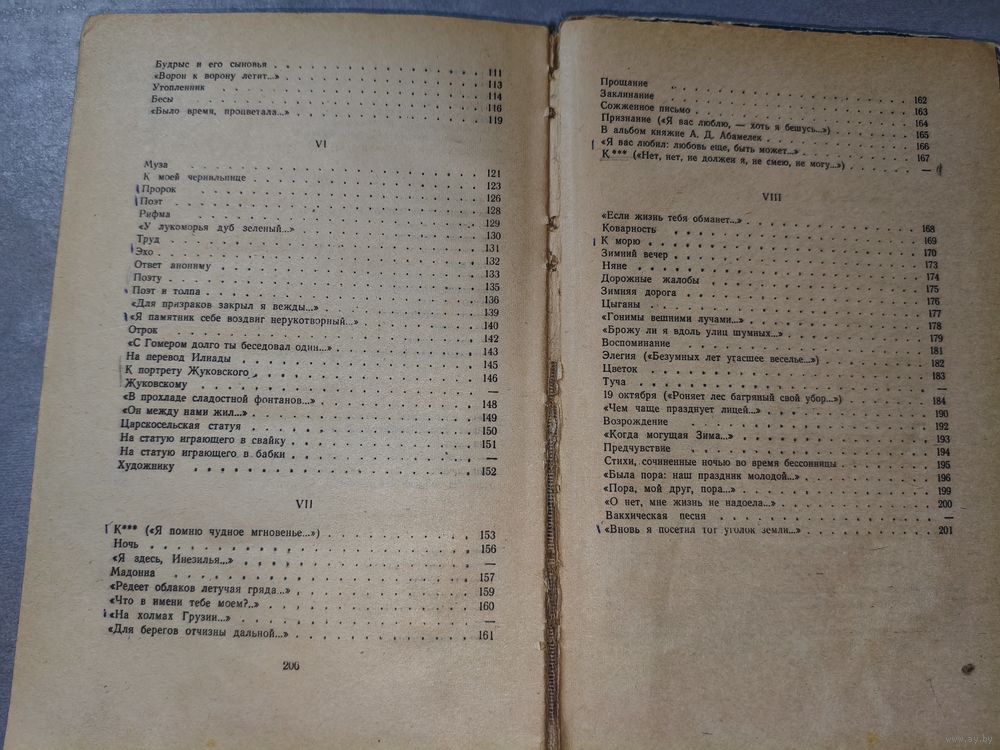 Будрыс и его сыновья 111
«Ворон к ворону летит...» 113
Утопленник 114
Бесы 116
«Было время, процветала...» 119
VI
Муза 121
К моей чернильнице 123
Пророк 126
Поэт 128
Рифма 129
«У лукоморья дуб зеленый...» 130
Труд 131
Эхо 132
Ответ анониму 133
Поэту 135
Поэт и толпа 136
«Для призраков закрыл я вежды...» 139
«Я памятник себе воздвиг нерукотворный...» 140
Отрок 142
«С Гомером долго ты беседовал один...» 143
На перевод Илиады 145
К портрету Жуковского 146
Жуковскому —
«В прохладе сладостной фонтанов...» 148
«Он между нами жил...» 149
Царскосельская статуя 150
На статую играющего в свайку 151
На статую играющего в бабки —
Художнику 152
VII
К*** («Я помню чудное мгновенье...») 153
Ночь 156
«Я здесь, Инезилья...» —
Мадонна 157
«Редеет облаков летучая гряда...» 159
«Что в имени тебе моем?..» 160
«На холмах Грузии...» —
«Для берегов отчизны дальной...» 161
206
Прощание 162
Заклинание 163
Сожженное письмо 164
Признание («Я вас люблю, — хоть я бешусь...») 165
В альбом княжне А. Д. Абамелек 166
«Я вас любил: любовь еще, быть может...» 167
К*** («Нет, нет, не должен я, не смею, не могу...») —
VIII
«Если жизнь тебя обманет...» 168
Коварность 169
К морю 170
Зимний вечер 173
Няне 174
Дорожные жалобы 175
Зимняя дорога 176
Цыганы 177
«Гонимы вешними лучами...» 178
«Брожу ли я вдоль улиц шумных...» 179
Воспоминание 181
Элегия («Безумных лет угасшее веселье...») 182
Цветок 183
Туча —
19 октября («Роняет лес багряный свой убор...») 184
«Чем чаще празднует лицей...» 190
Возрождение 192
«Когда могущая Зима...» 193
Предчувствие 194
Стихи, сочиненные ночью во время бессонницы 195
«Была пора: наш праздник молодой...» 196
«Пора, мой друг, пора...» 199
«О нет, мне жизнь не надоела...» 200
Вакхическая песня —
«Вновь я посетил тот уголок земли...» 201
www.ay.by